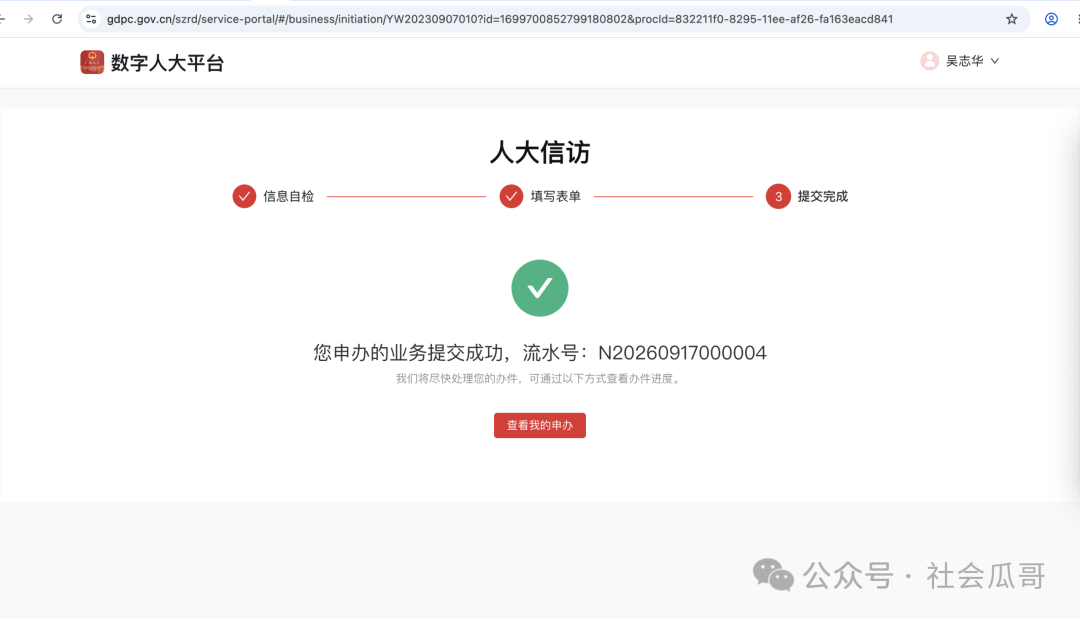 gdpc.gov.cn/szrd/service-portal/#/business/initiation/YW20230907010?id=1699700852799180802&procId=832211f0-8295-11ee-af26-fa163eacd841
数字人大平台
吴志华
人大信访
信息自检
填写表单
3 提交完成
您申办的业务提交成功，流水号：N20260917000004
我们将尽快处理您的办件，可通过以下方式查看办件进度。
查看我的申办
公众号 · 社会瓜哥